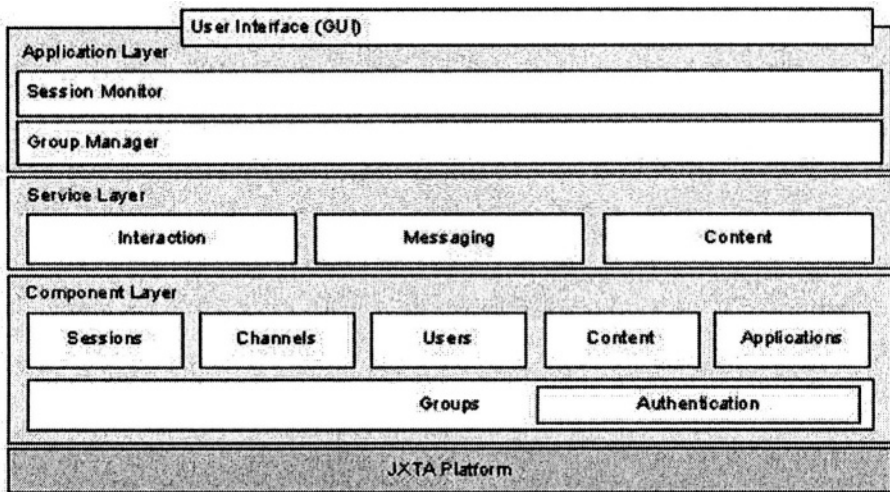 User Interface (GUI)
Application Layer
Session Monitor
Group Manager
Service Layer
Interaction Messaging Content
Component Layer
Sessions Channels Users Content Applications
Groups Authentication
JXTA Platform